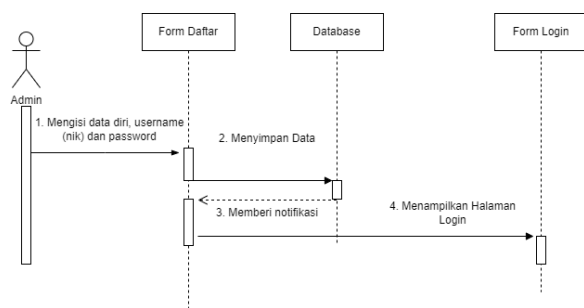 Form Daftar
Database
Form Login
Admin
1. Mengisi data diri, username
(nik) dan password
2. Menyimpan Data
3. Memberi notifikasi
4. Menampilkan Halaman
Login